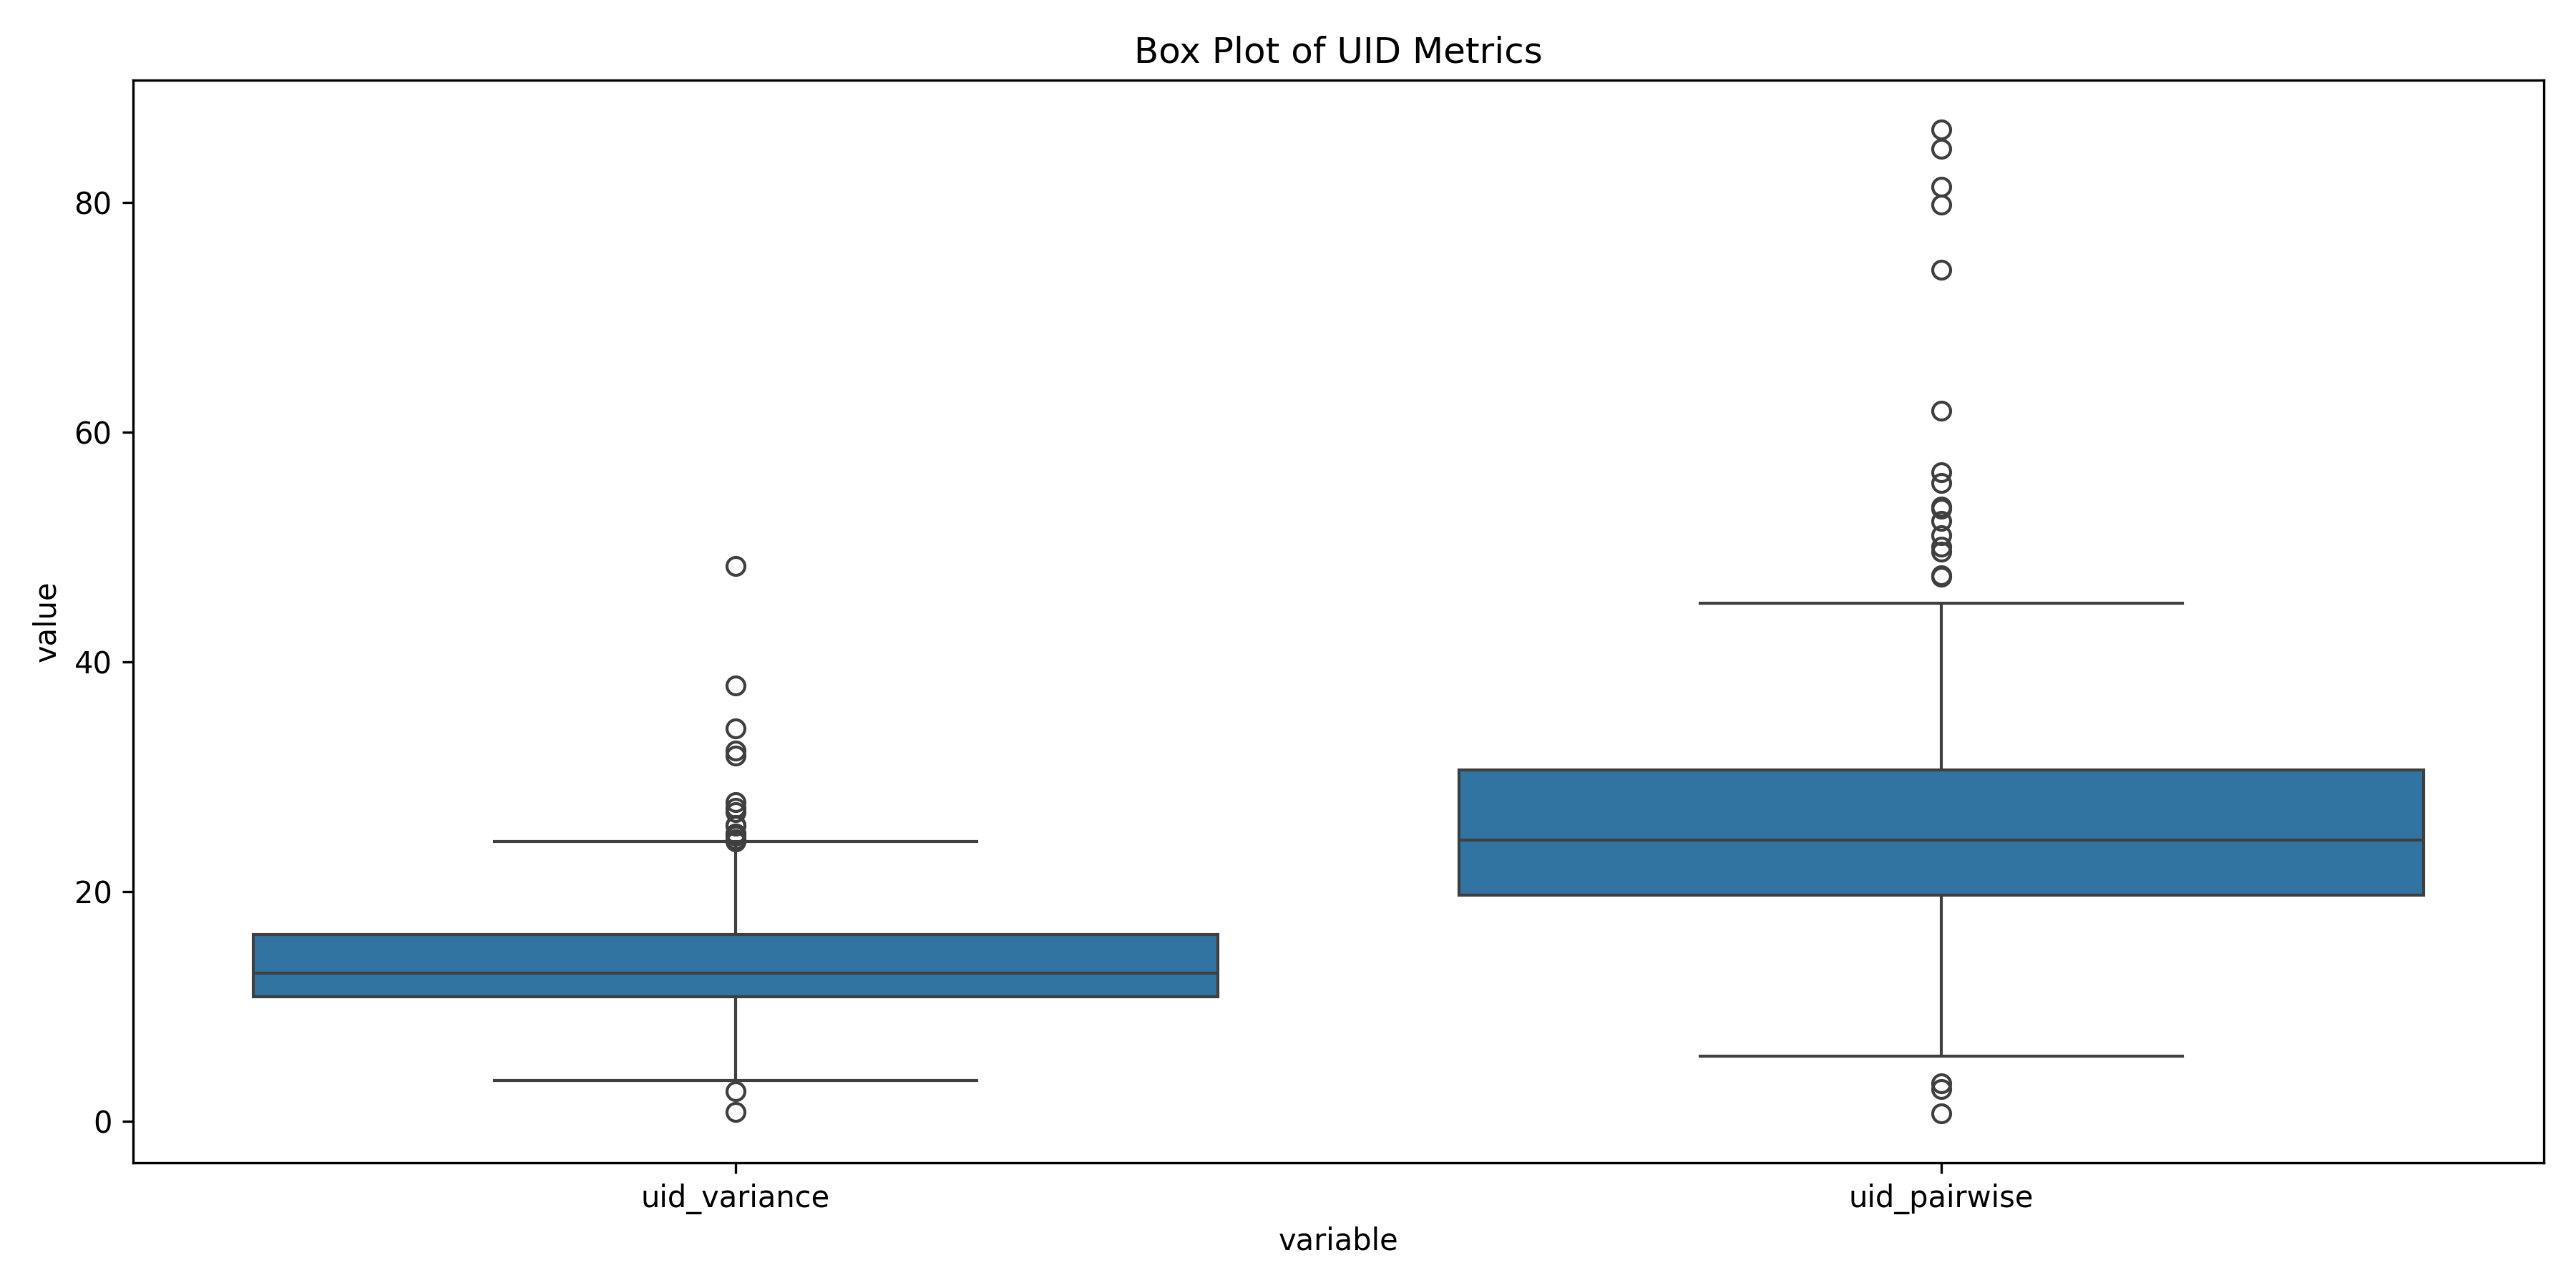 Box Plot of UID Metrics
value
80
60
40
20
0
uid_variance
uid_pairwise
variable